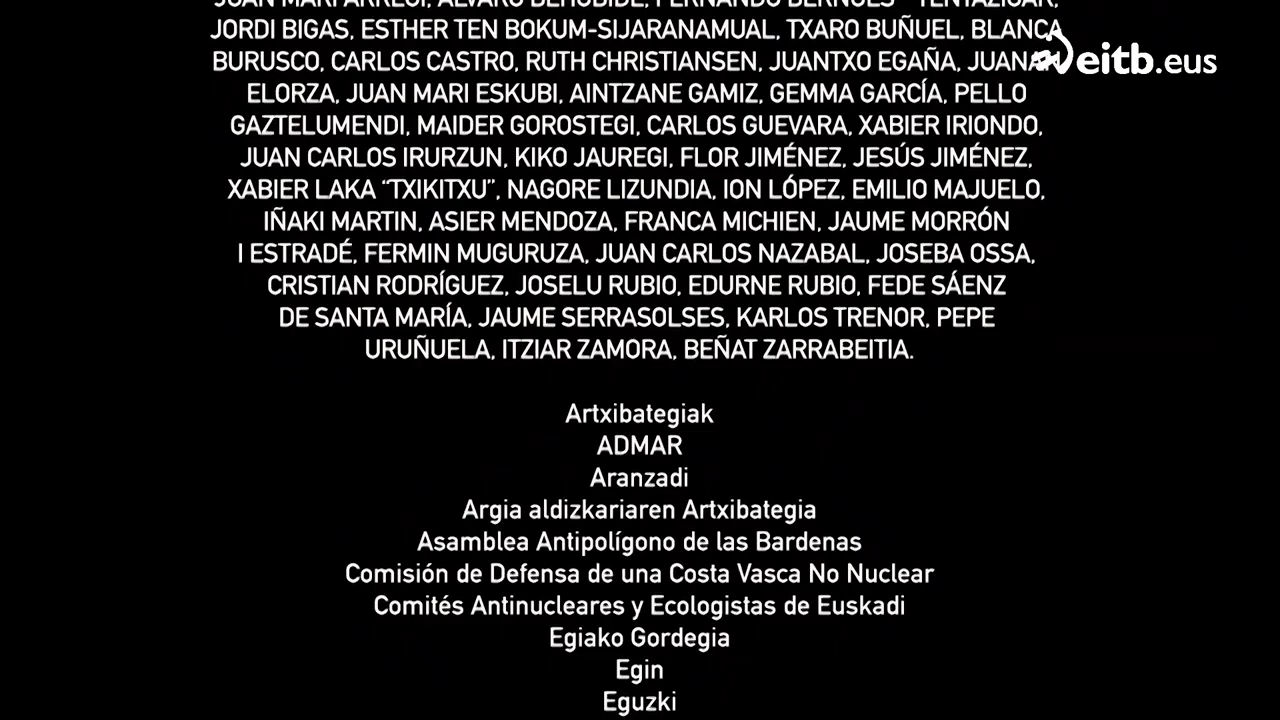 JUAN MARI ARREGI, ÁLVARO BEHOBIDE, FERNANDO BERNUÉS "TENTAZIOAK,
JORDI BIGAS, ESTHER TEN BOKUM-SIJARANAMUAL, TXARO BUÑUEL, BLANCA
BURUSCO, CARLOS CASTRO, RUTH CHRISTIANSEN, JUANTXO EGAÑA, JUANAN
eitb.eus
ELORZA, JUAN MARI ESKUBI, AINTZANE GAMIZ, GEMMA GARCÍA, PELLO
GAZTELUMENDI, MAIDER GOROSTEGI, CARLOS GUEVARA, XABIER IRIONDO,
JUAN CARLOS IRURZUN, KIKO JAUREGI, FLOR JIMÉNEZ, JESÚS JIMÉNEZ,
XABIER LAKA “TXIKITXU”, NAGORE LIZUNDIA, ION LÓPEZ, EMILIO MAJUELO,
IÑAKI MARTIN, ASIER MENDOZA, FRANCA MICHIEN, JAUME MORRÓN
I ESTRADÉ, FERMIN MUGURUZA, JUAN CARLOS NAZABAL, JOSEBA OSSA,
CRISTIAN RODRÍGUEZ, JOSELU RUBIO, EDURNE RUBIO, FEDE SÁENZ
DE SANTA MARÍA, JAUME SERRASOLSES, KARLOS TRENOR, PEPE
URUÑUELA, ITZIAR ZAMORA, BEÑAT ZARRABEITIA.
Artxibategiak
ADMAR
Aranzadi
Argia aldizkariaren Artxibategia
Asamblea Antipolígono de las Bardenas
Comisión de Defensa de una Costa Vasca No Nuclear
Comités Antinucleares y Ecologistas de Euskadi
Egiako Gordegia
Egin
Eguzki